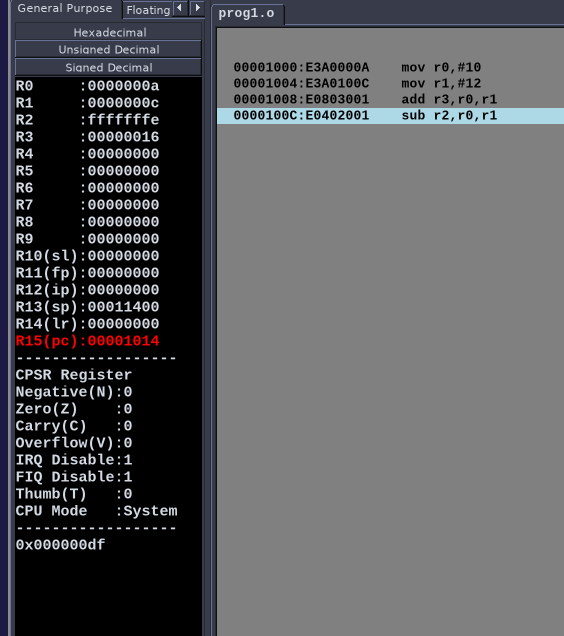 General Purpose Floating
Hexadecimal
Unsigned Decimal
Signed Decimal
R0     :0000000a
R1     :0000000c
R2     :fffffffe
R3     :00000016
R4     :00000000
R5     :00000000
R6     :00000000
R7     :00000000
R8     :00000000
R9     :00000000
R10(sl):00000000
R11(fp):00000000
R12(ip):00000000
R13(sp):00011400
R14(lr):00000000
R15(pc):00001014
------------------
CPSR Register
Negative(N):0
Zero(Z)    :0
Carry(C)   :0
Overflow(V):0
IRQ Disable:1
FIQ Disable:1
Thumb(T)   :0
CPU Mode   :System
------------------
0x000000df
prog1.o
00001000:E3A0000A    mov r0,#10
00001004:E3A0100C    mov r1,#12
00001008:E0803001    add r3,r0,r1
0000100C:E0402001    sub r2,r0,r1